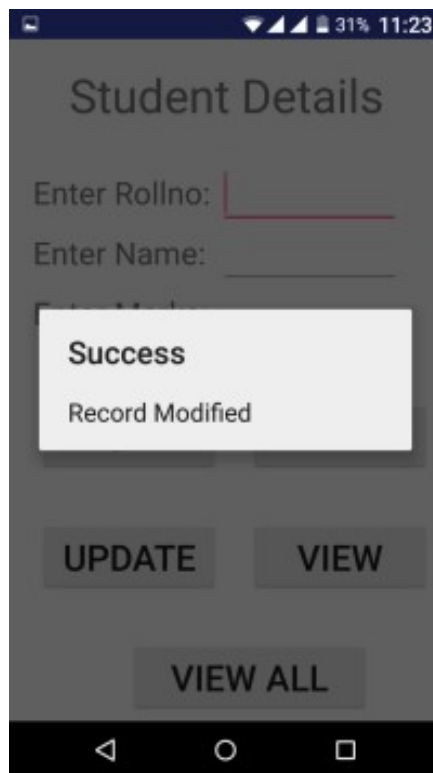 31% 11:23
Student Details
Enter Rollno:
Enter Name:
Success
Record Modified
UPDATE VIEW
VIEW ALL